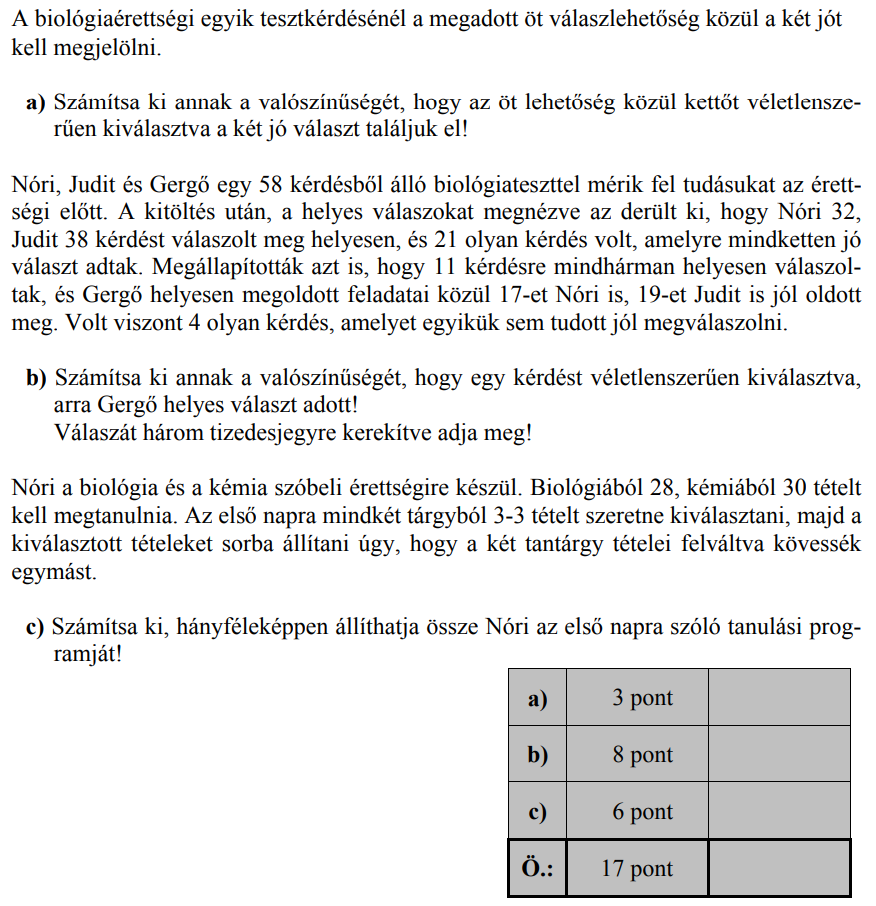 A biológiaérettségi egyik tesztkérdésénél a megadott öt válaszlehetőség közül a két jót
kell megjelölni.
a) Számítsa ki annak a valószínűségét, hogy az öt lehetőség közül kettőt véletlensze-
rűen kiválasztva a két jó választ találjuk el!
Nóri, Judit és Gergő egy 58 kérdésből álló biológiateszttel mérik fel tudásukat az érett-
ségi előtt. A kitöltés után, a helyes válaszokat megnézve az derült ki, hogy Nóri 32,
Judit 38 kérdést válaszolt meg helyesen, és 21 olyan kérdés volt, amelyre mindketten jó
választ adtak. Megállapították azt is, hogy 11 kérdésre mindhárman helyesen válaszol-
tak, és Gergő helyesen megoldott feladatai közül 17-et Nóri is, 19-et Judit is jól oldott
meg. Volt viszont 4 olyan kérdés, amelyet egyikük sem tudott jól megválaszolni.
b) Számítsa ki annak a valószínűségét, hogy egy kérdést véletlenszerűen kiválasztva,
arra Gergő helyes választ adott!
Válaszát három tizedesjegyre kerekítve adja meg!
Nóri a biológia és a kémia szóbeli érettségire készül. Biológiából 28, kémiából 30 tételt
kell megtanulnia. Az első napra mindkét tárgyból 3-3 tételt szeretne kiválasztani, majd a
kiválasztott tételeket sorba állítani úgy, hogy a két tantárgy tételei felváltva kövessék
egymást.
c) Számítsa ki, hányféleképpen állíthatja össze Nóri az első napra szóló tanulási prog-
ramját!
a) 3 pont
b) 8 pont
c) 6 pont
Ö.: 17 pont